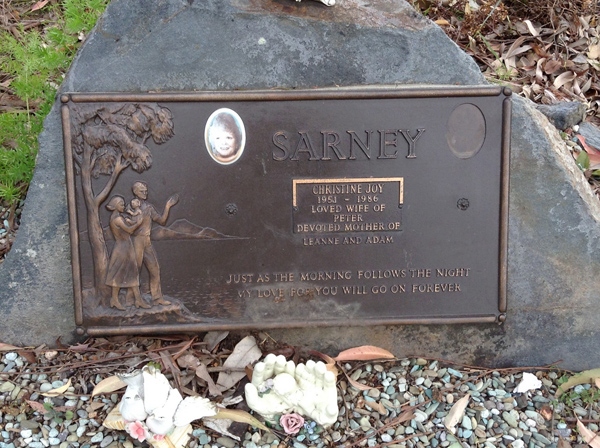 SARNEY
CHRISTINE JOY
1951 - 1986
LOVED WIFE OF
PETER
DEVOTED MOTHER OF
LEANNE AND ADAM
JUST AS THE MORNING FOLLOWS THE NIGHT
MY LOVE FOR YOU WILL GO ON FOREVER